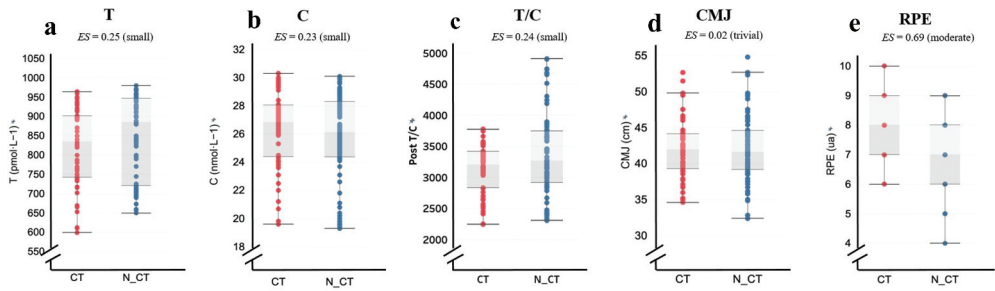 a T
ES = 0.25 (small)
T (pmol·L−1) %
1050
1000
950
900
850
800
750
700
650
600
550
CT N_CT
b C
ES = 0.23 (small)
C (nmol·L−1) %
32
30
28
26
24
22
20
18
CT N_CT
c T/C
ES = 0.24 (small)
Post T/C %
5000
4500
4000
3500
3000
2500
2000
CT N_CT
d CMJ
ES = 0.02 (trivial)
CMJ (cm) %
55
50
45
40
35
30
CT N_CT
e RPE
ES = 0.69 (moderate)
RPE (ua) %
10
9
8
7
6
5
4
CT N_CT